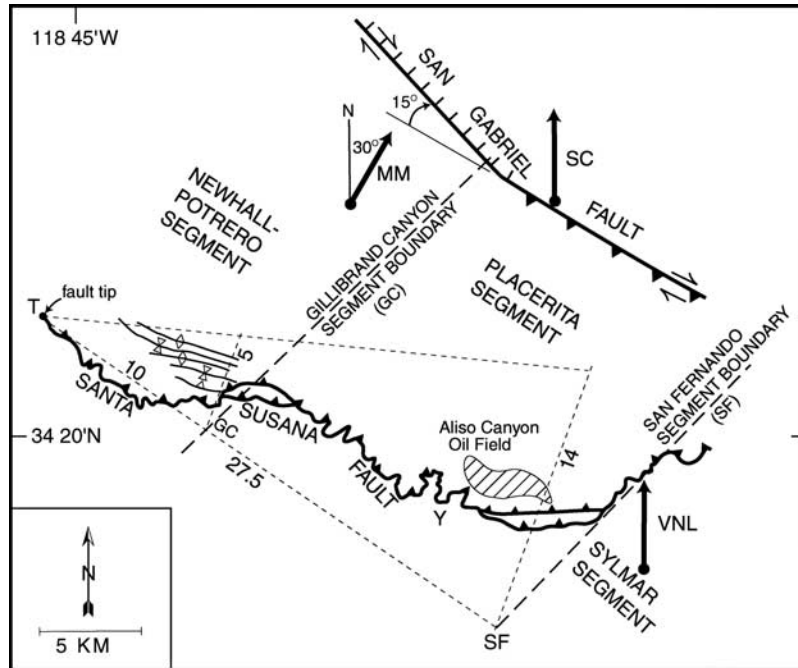 118 45'W
T
SAN
GABRIEL
FAULT
15°
N
30°
MM
SC
NEWHALL-
POTRERO
SEGMENT
GILLIBRAND CANYON
SEGMENT BOUNDARY
(GC)
PLACERITA
SEGMENT
T
fault tip
5
10
SAN FERNANDO
SEGMENT BOUNDARY
(SF)
SANTA
SUSANA
FAULT
GC
34 20'N
Aliso Canyon
Oil Field
27.5
14
Y
VNL
SYLMAR
SEGMENT
SF
N
5 KM